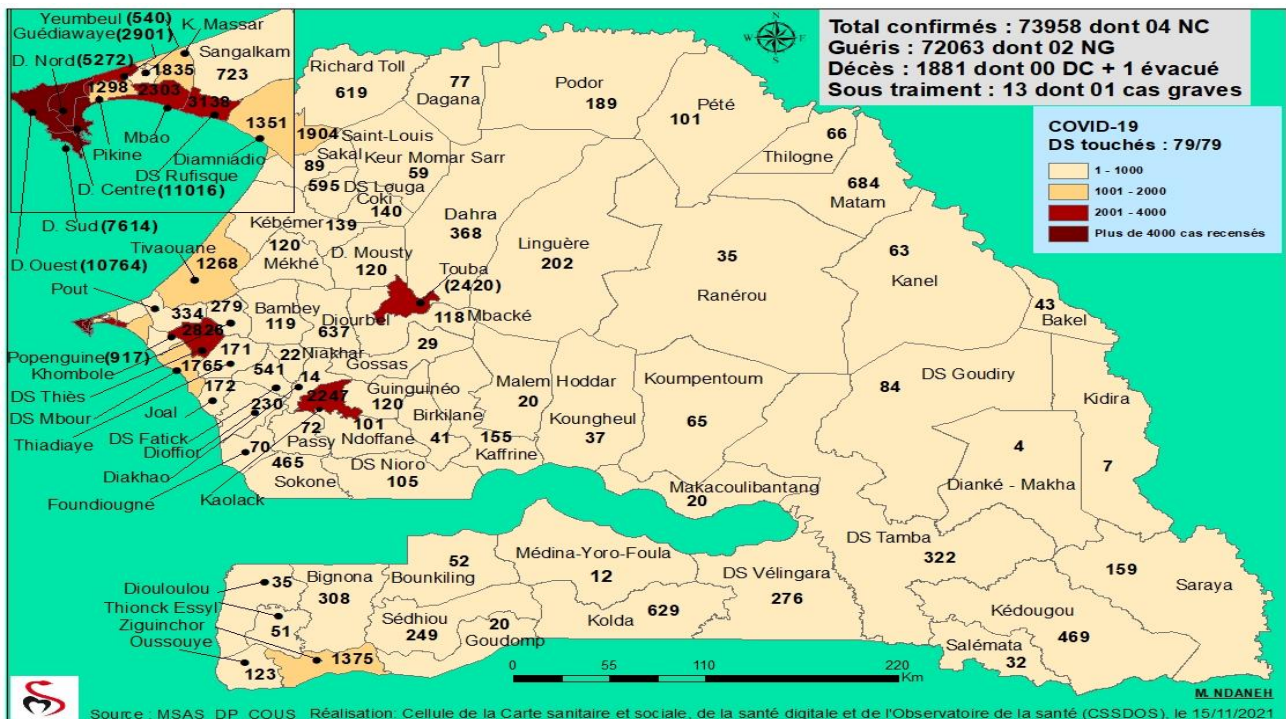 Total confirmés : 73958 dont 04 NC
Guéris : 72063 dont 02 NG
Décès : 1881 dont 00 DC + 1 évacué
Sous traiment : 13 dont 01 cas graves
COVID-19
DS touchés : 79/79
1 - 1000
1001 - 2000
2001 - 4000
Plus de 4000 cas recensés
Yeumbeul (540)
K. Massar
Guédiawaye (2901)
Sangalkam
D. Nord (5272)
1835
723
1298
2303
3138
1351
Mbao
Pikine
Diamniádio
DS Rufisque
D. Centre (11016)
D. Sud (7614)
D.Ouest (10764)
Richard Toll
619
77
Dagana
Podor
189
Pété
101
66
Thilogne
684
Matam
1904
Saint-Louis
Sakal
89
Keur Momar Sarr
59
595
DS Louga
Coki
140
Kébémer
139
Dahra
368
Linguère
202
35
Ranérou
63
Kanel
43
Bakel
Tivaouane
1268
120
Mékhé
D. Mousty
120
Touba
(2420)
Pout
334
279
Bambey
119
Diourbel
637
118
Mbacké
2826
Popenguine (917)
Khombole
171
22
Niakhar
29
Gossas
DS Thiès
1765
541
14
DS Mbour
172
2247
Guinguinéo
120
Malem Hoddar
20
Koumpentoum
65
84
DS Goudiry
Kidira
Joal
230
Birkilane
41
Koungheul
37
Thiadiaye
DS Fatick
Dioffior
72
Passy
101
Ndoffane
155
Kaffrine
4
Dianké - Makha
7
Diakhao
70
465
Sokone
DS Nioro
105
Foundiougne
Kaolack
Makacoulibantang
20
DS Tamba
322
52
Bounkiling
Médina-Yoro-Foula
12
DS Vélingara
276
159
Saraya
Diouloulou
35
Bignona
308
Thionck Essyl
51
Sédhiou
249
20
Goudomp
629
Kolda
Kédougou
469
Ziguinchor
1375
Oussouye
123
Salémata
32
0
55
110
220
Km
M. NDANEH
Source : MSAS_DP_COUS Réalisation: Cellule de la Carte sanitaire et sociale, de la santé digitale et de l'Observatoire de la santé (CSSDOS), le 15/11/2021